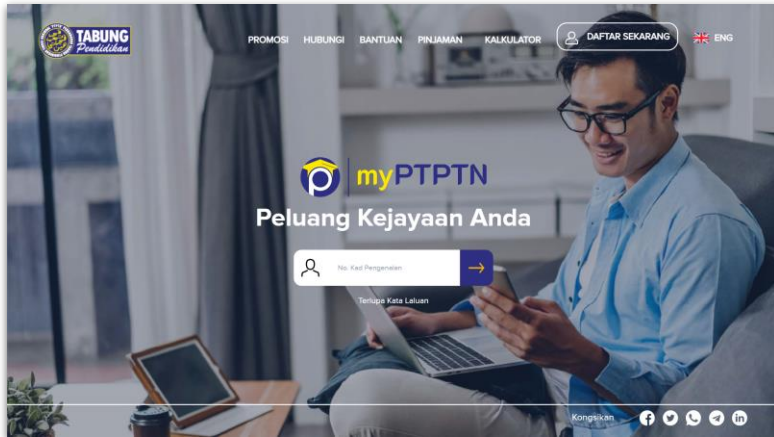 TABUNG
Pendidikan
PROMOSI HUBUNGI BANTUAN PINJAMAN KALKULATOR DAFTAR SEKARANG ENG
myPTPTN
Peluang Kejayaan Anda
No. Kad Pengenalan
Terlupa Kata Laluan
Kongsikan